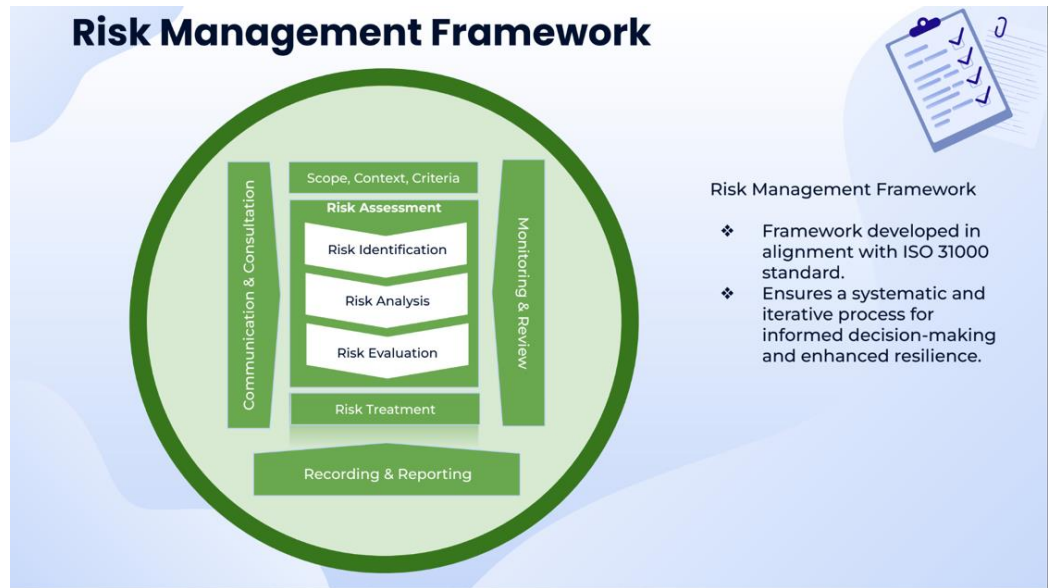 Risk Management Framework
Communication & Consultation
Scope, Context, Criteria
Risk Assessment
Risk Identification
Risk Analysis
Risk Evaluation
Risk Treatment
Monitoring & Review
Recording & Reporting
Risk Management Framework
❖ Framework developed in
alignment with ISO 31000
standard.
❖ Ensures a systematic and
iterative process for
informed decision-making
and enhanced resilience.